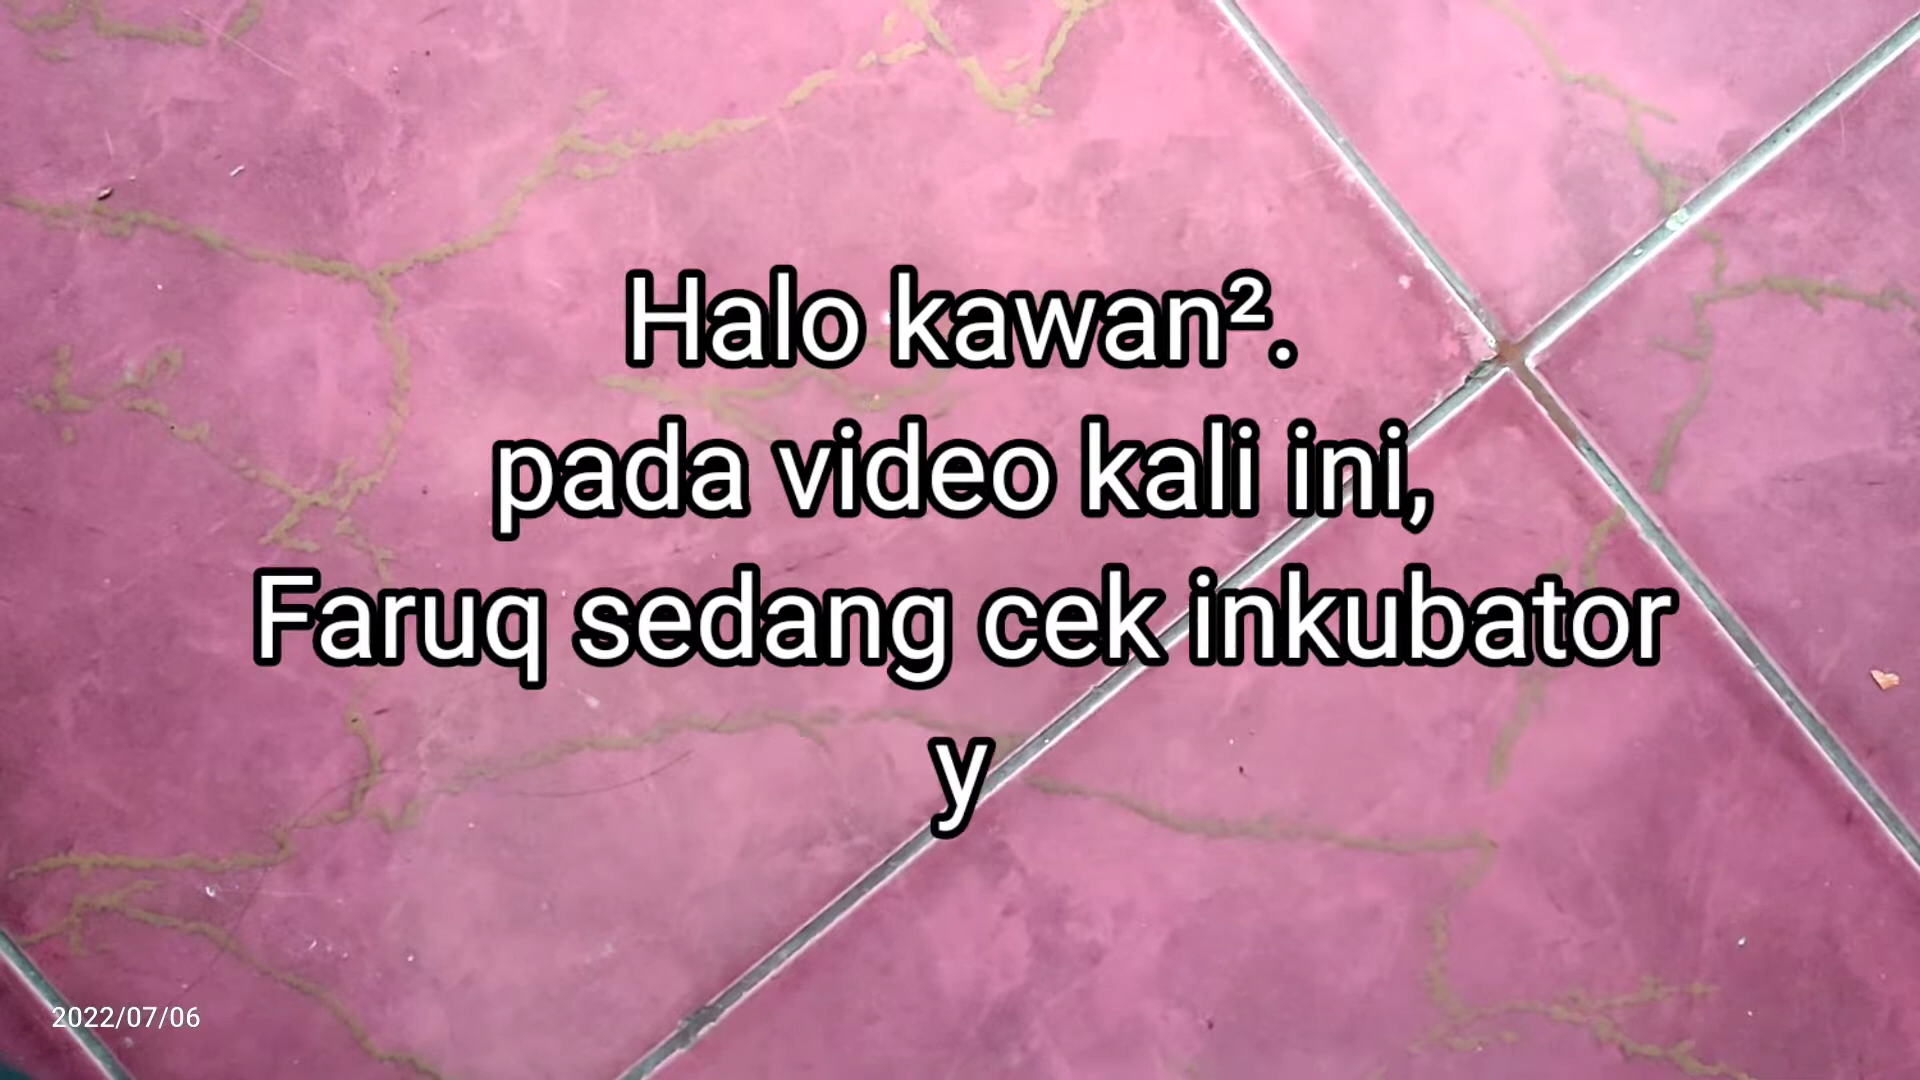 Halo kawan².
pada video kali ini,
Faruq sedang cek inkubator
y
2022/07/06